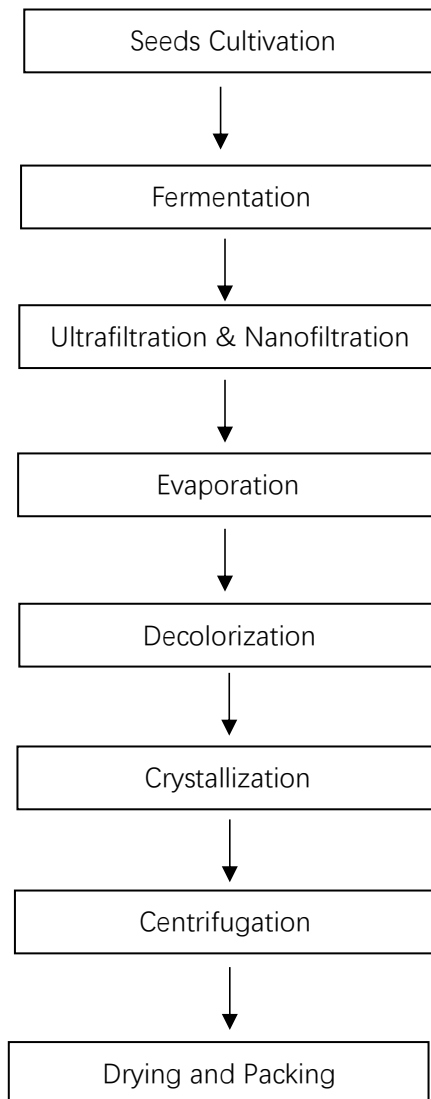 Seeds Cultivation
Fermentation
Ultrafiltration & Nanofiltration
Evaporation
Decolorization
Crystallization
Centrifugation
Drying and Packing